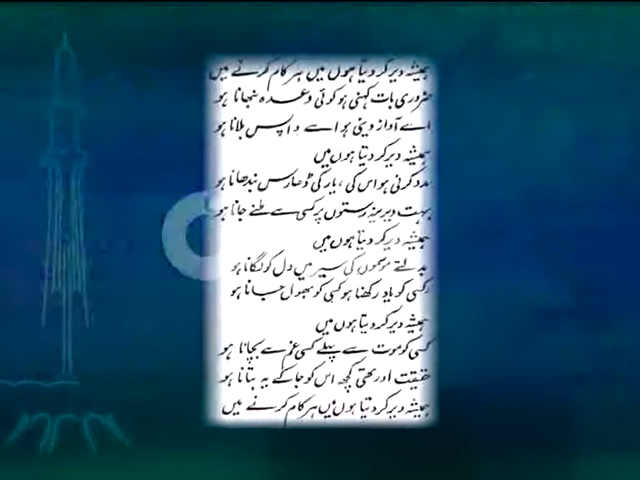 ہمیشہ دیر کر دیتا ہوں میں ہر کام کرنے میں
ضروری بات کہنی ہو کوئی وعدہ نبھانا ہو
اسے آواز دینی ہو اسے واپس بلانا ہو
ہمیشہ دیر کر دیتا ہوں میں
مدد کرنی ہو اس کی ، یار کی ڈھارس بندھانا ہو
بہت دیرینہ رستوں پر کسی سے ملنے جانا ہو
ہمیشہ دیر کر دیتا ہوں میں
بدلتے موسموں کی سیر میں دل کو لگانا ہو
کسی کو یاد رکھنا ہو کسی کو بھول جانا ہو
ہمیشہ دیر کر دیتا ہوں میں
کسی کو موت سے پہلے کسی غم سے بچانا ہو
حقیقت اور تھی کچھ اس کو جا کے یہ بتانا ہو
ہمیشہ دیر کر دیتا ہوں میں ہر کام کرنے میں